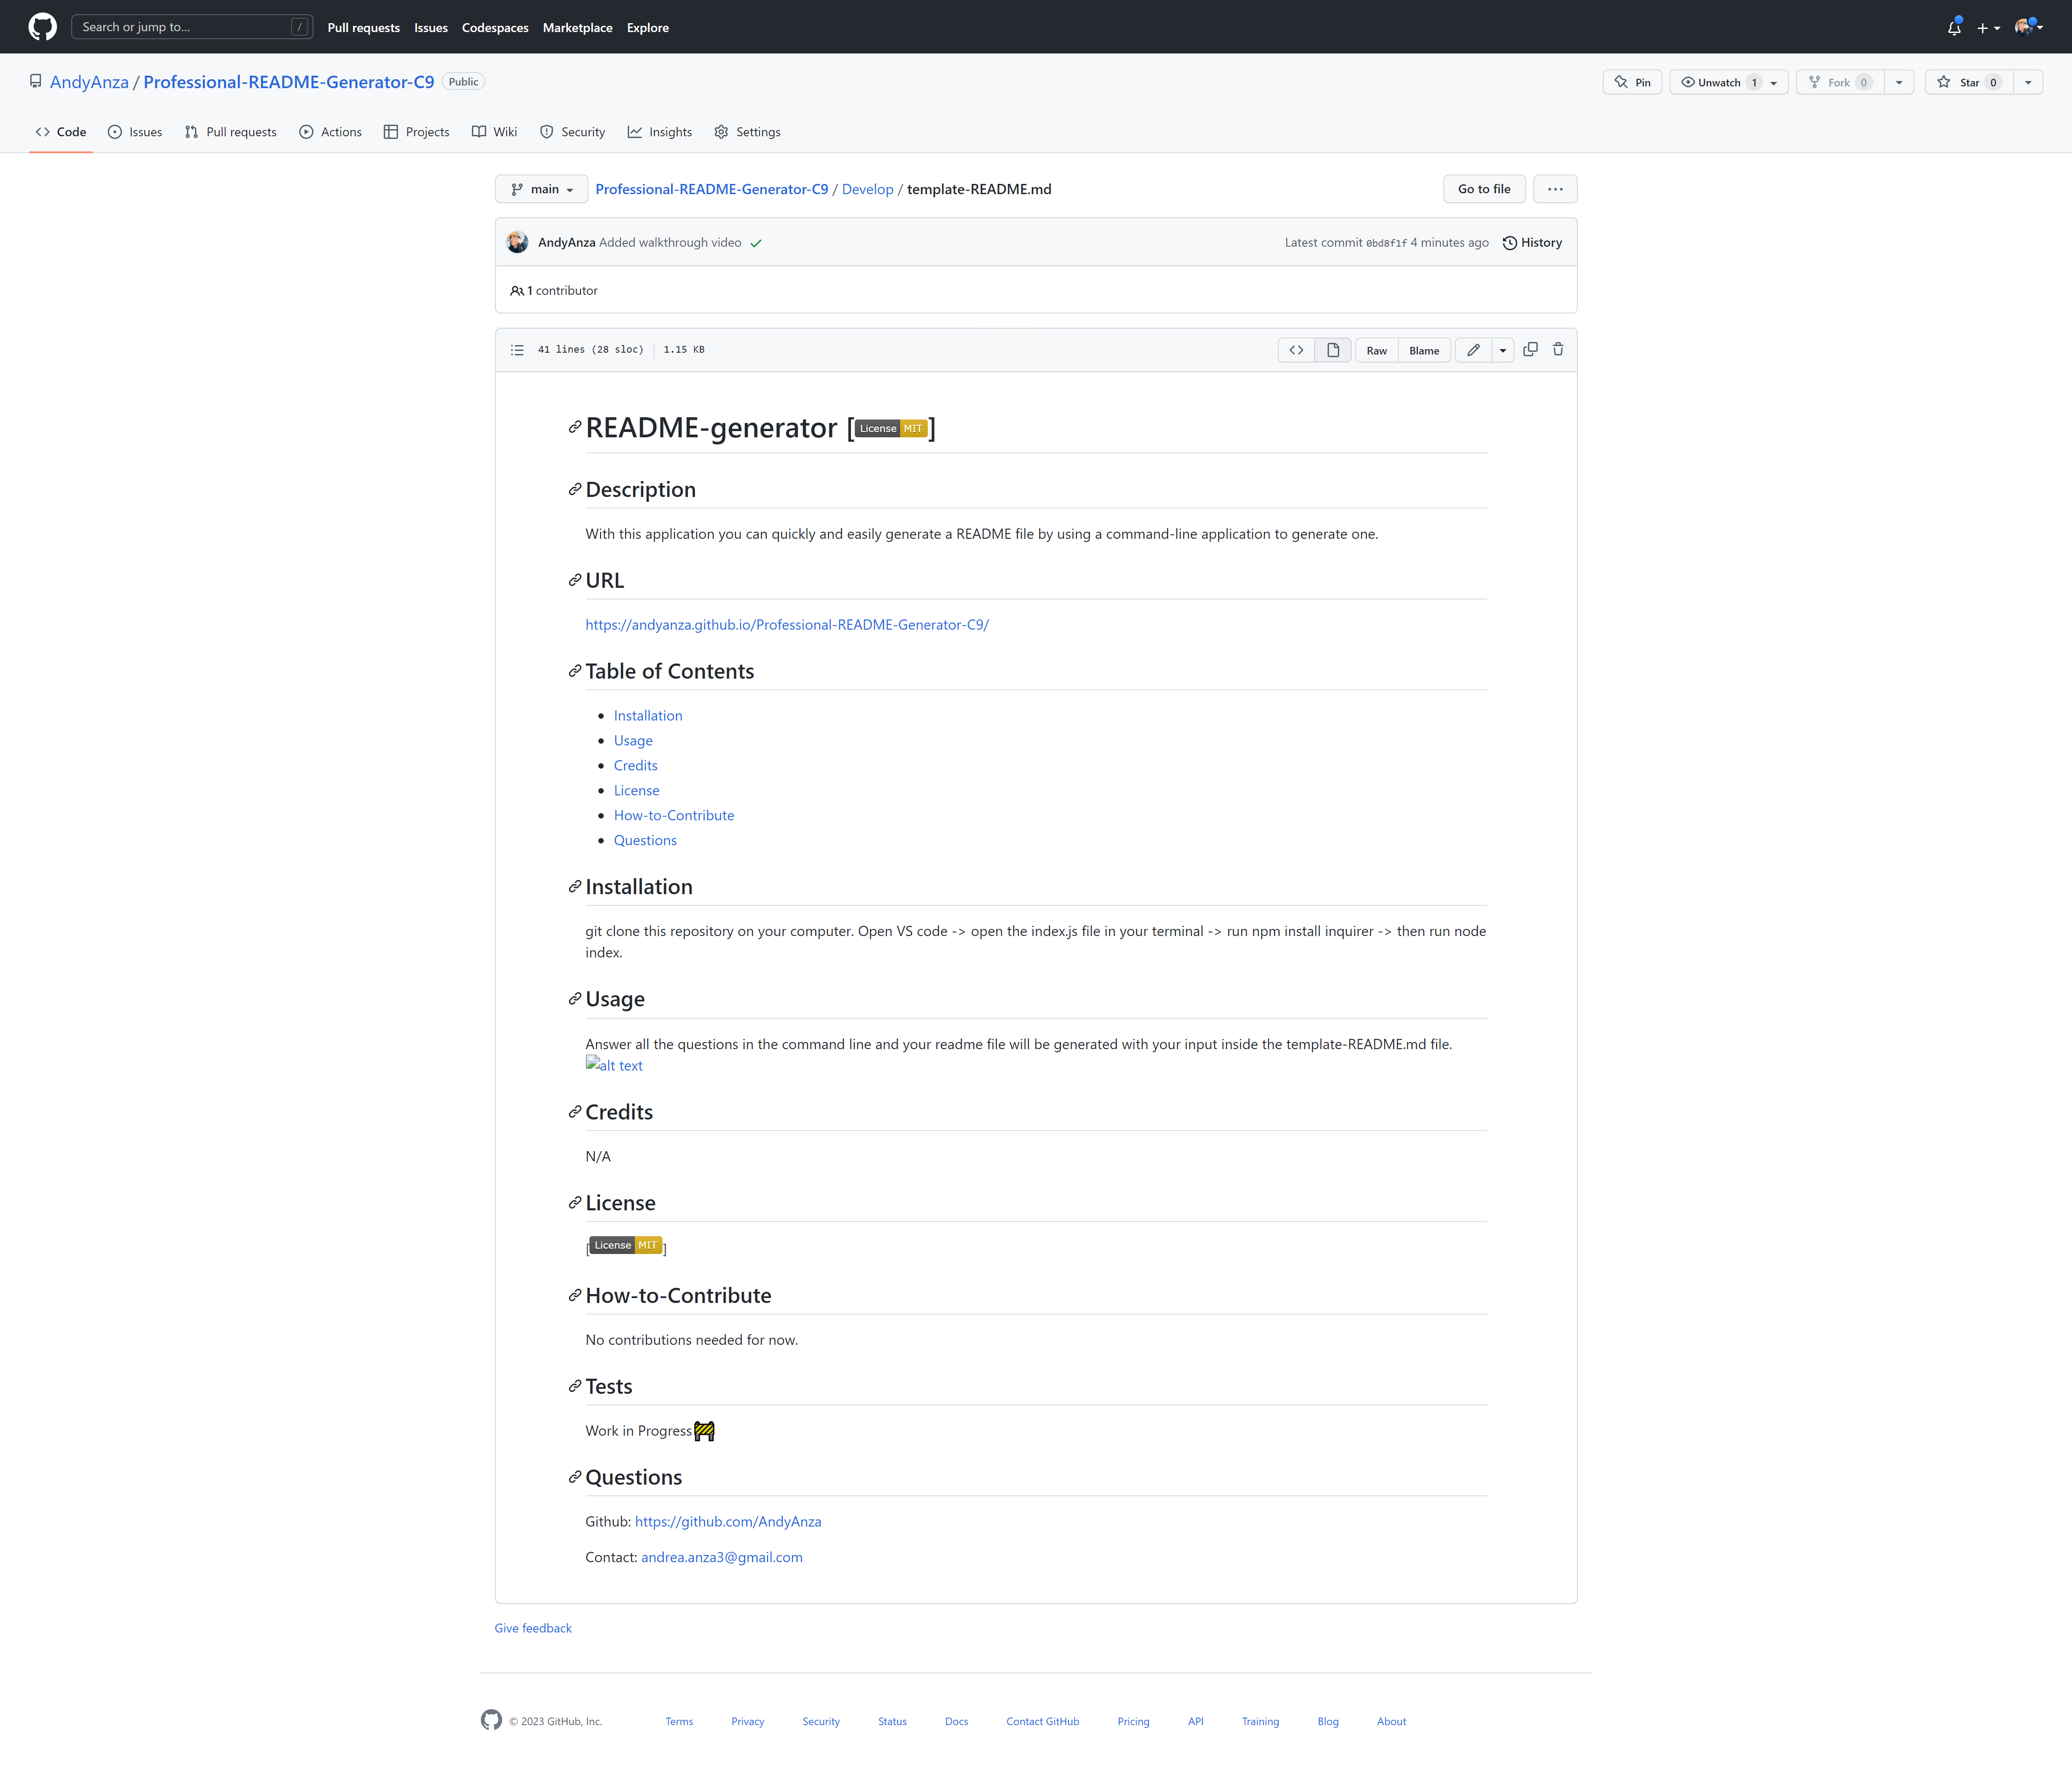 Search or jump to... /
Pull requests Issues Codespaces Marketplace Explore
AndyAnza / Professional-README-Generator-C9 Public
Pin Unwatch 1 Fork 0 Star 0
Code Issues Pull requests Actions Projects Wiki Security Insights Settings
main Professional-README-Generator-C9 / Develop / template-README.md Go to file ...
AndyAnza Added walkthrough video Latest commit 0bd8f1f 4 minutes ago History
1 contributor
41 lines (28 sloc) 1.15 KB Raw Blame
README-generator [License MIT]
Description
With this application you can quickly and easily generate a README file by using a command-line application to generate one.
URL
https://andyanza.github.io/Professional-README-Generator-C9/
Table of Contents
Installation
Usage
Credits
License
How-to-Contribute
Questions
Installation
git clone this repository on your computer. Open VS code -> open the index.js file in your terminal -> run npm install inquirer -> then run node
index.
Usage
Answer all the questions in the command line and your readme file will be generated with your input inside the template-README.md file.
alt text
Credits
N/A
License
[License MIT]
How-to-Contribute
No contributions needed for now.
Tests
Work in Progress🚧
Questions
Github: https://github.com/AndyAnza
Contact: andrea.anza3@gmail.com
Give feedback
© 2023 GitHub, Inc. Terms Privacy Security Status Docs Contact GitHub Pricing API Training Blog About